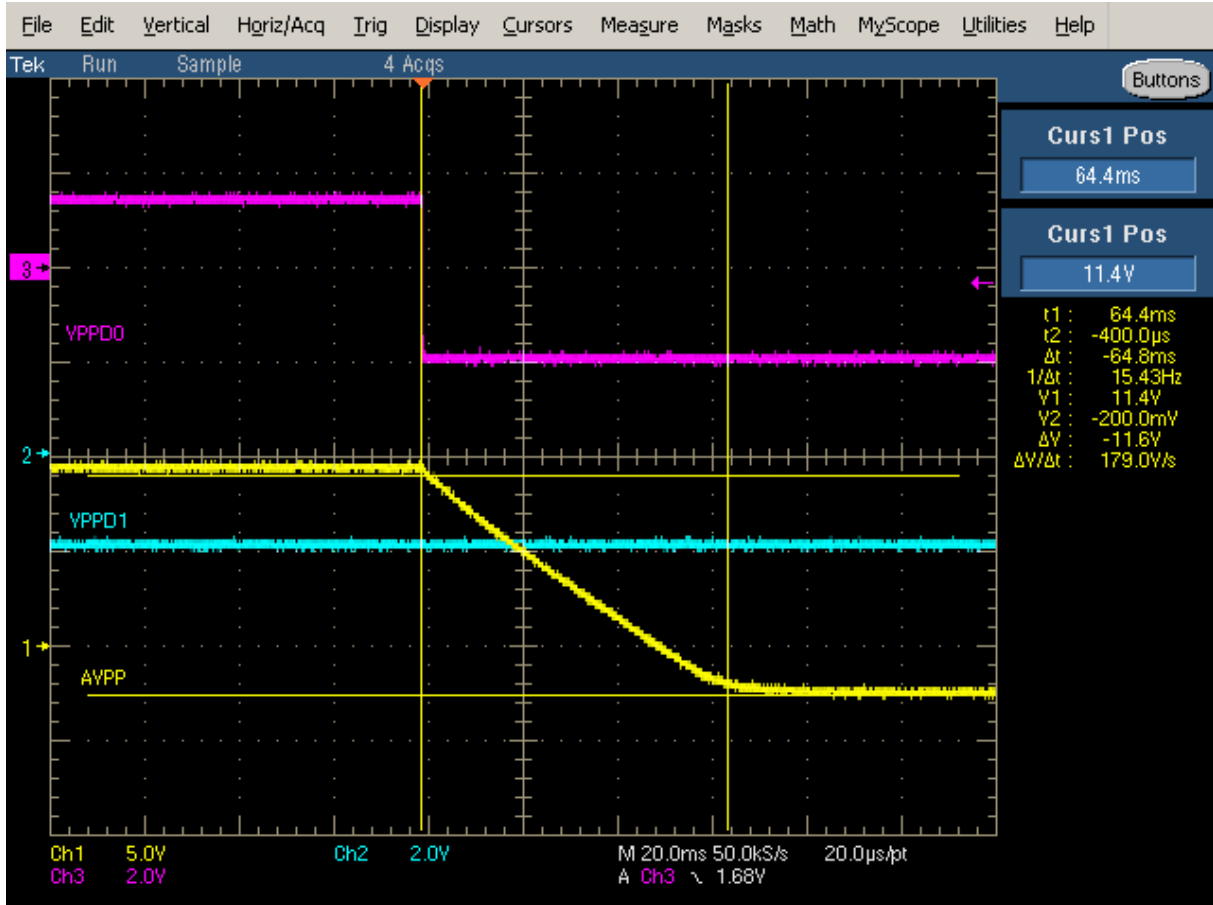 File Edit Vertical Horiz/Acq Trig Display Cursors Measure Masks Math MyScope Utilities Help
Tek Run Sample 4 Acqs
Buttons
Curs1 Pos
64.4ms
Curs1 Pos
11.4V
t1 : 64.4ms
t2 : -400.0µs
Δt : -64.8ms
1/Δt : 15.43Hz
V1 : 11.4V
V2 : -200.0mV
ΔV : -11.6V
ΔV/Δt : 179.0V/s
3
VPPD0
2
VPPD1
1
AVPP
Ch1 5.0V Ch2 2.0V M 20.0ms 50.0kS/s 20.0µs/pt
Ch3 2.0V A Ch3 \ 1.68V